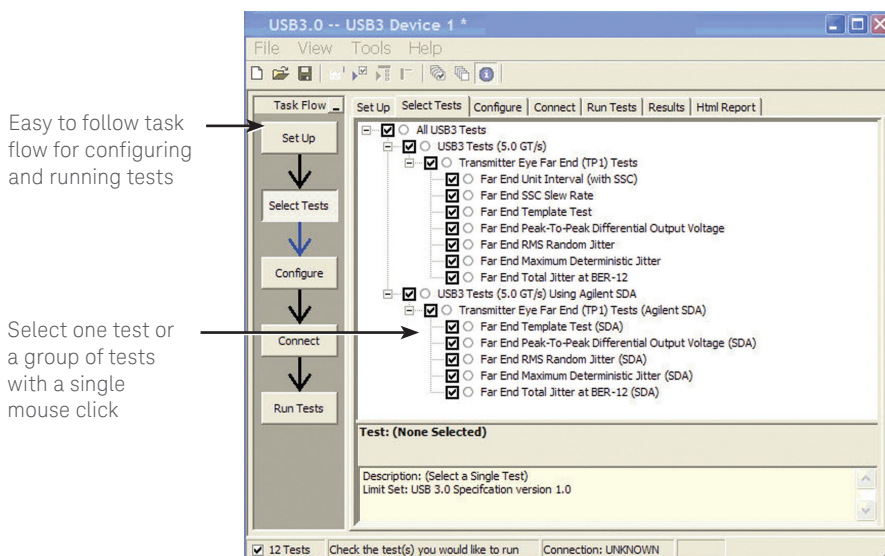 USB3.0 -- USB3 Device 1 *
File View Tools Help
Easy to follow task
flow for configuring
and running tests
Select one test or
a group of tests
with a single
mouse click
Task Flow
Set Up
Select Tests
Configure
Connect
Run Tests
Set Up Select Tests Configure Connect Run Tests Results Html Report
All USB3 Tests
USB3 Tests (5.0 GT/s)
Transmitter Eye Far End (TP1) Tests
Far End Unit Interval (with SSC)
Far End SSC Slew Rate
Far End Template Test
Far End Peak-To-Peak Differential Output Voltage
Far End RMS Random Jitter
Far End Maximum Deterministic Jitter
Far End Total Jitter at BER-12
USB3 Tests (5.0 GT/s) Using Agilent SDA
Transmitter Eye Far End (TP1) Tests (Agilent SDA)
Far End Template Test (SDA)
Far End Peak-To-Peak Differential Output Voltage (SDA)
Far End RMS Random Jitter (SDA)
Far End Maximum Deterministic Jitter (SDA)
Far End Total Jitter at BER-12 (SDA)
Test: (None Selected)
Description: (Select a Single Test)
Limit Set: USB 3.0 Specifcation version 1.0
12 Tests Check the test(s) you would like to run Connection: UNKNOWN